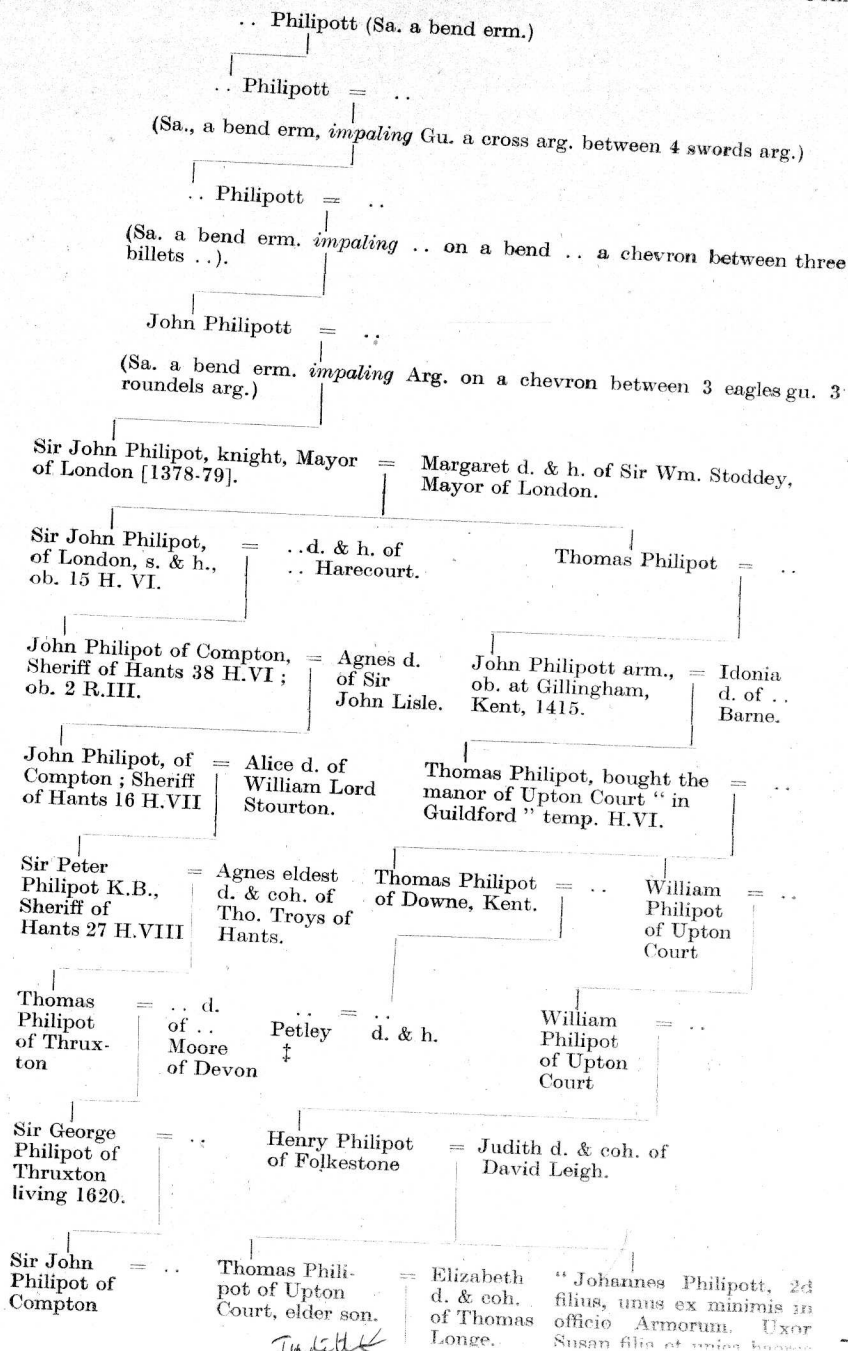 .. Philipott (Sa. a bend erm.)
.. Philipott = ..
(Sa., a bend erm, impaling Gu. a cross arg. between 4 swords arg.)
.. Philipott = ..
(Sa. a bend erm. impaling .. on a bend .. a chevron between three
billets ..).
John Philipott = ..
(Sa. a bend erm. impaling Arg. on a chevron between 3 eagles gu. 3
roundels arg.)
Sir John Philipot, knight, Mayor
of London [1378-79].
=
Margaret d. & h. of Sir Wm. Stoddey,
Mayor of London.
Sir John Philipot,
of London, s. & h.,
ob. 15 H. VI.
=
..d. & h. of
.. Harecourt.
Thomas Philipot = ..
John Philipot of Compton,
Sheriff of Hants 38 H.VI ;
ob. 2 R.III.
=
Agnes d.
of Sir
John Lisle.
John Philipott arm.,
ob. at Gillingham,
Kent, 1415.
=
Idonia
d. of ..
Barne.
John Philipot, of
Compton ; Sheriff
of Hants 16 H.VII
=
Alice d. of
William Lord
Stourton.
Thomas Philipot, bought the
manor of Upton Court “ in
Guildford ” temp. H.VI.
= ..
Sir Peter
Philipot K.B.,
Sheriff of
Hants 27 H.VIII
=
Agnes eldest
d. & coh. of
Tho. Troys of
Hants.
Thomas Philipot
of Downe, Kent.
= ..
William
Philipot
of Upton
Court
= ..
Thomas
Philipot
of Thrux-
ton
=
.. d.
of ..
Moore
of Devon
..
Petley
‡
=
..
d. & h.
William
Philipot
of Upton
Court
= ..
Sir George
Philipot of
Thruxton
living 1620.
= ..
Henry Philipot
of Folkestone
=
Judith d. & coh. of
David Leigh.
Sir John
Philipot of
Compton
= ..
Thomas Phili-
pot of Upton
Court, elder son.
=
Elizabeth
d. & coh.
of Thomas
Longe.
“ Johannes Philipott, 2d
filius, unus ex minimis in
officio Armorum. Uxor
Susan filia et unica